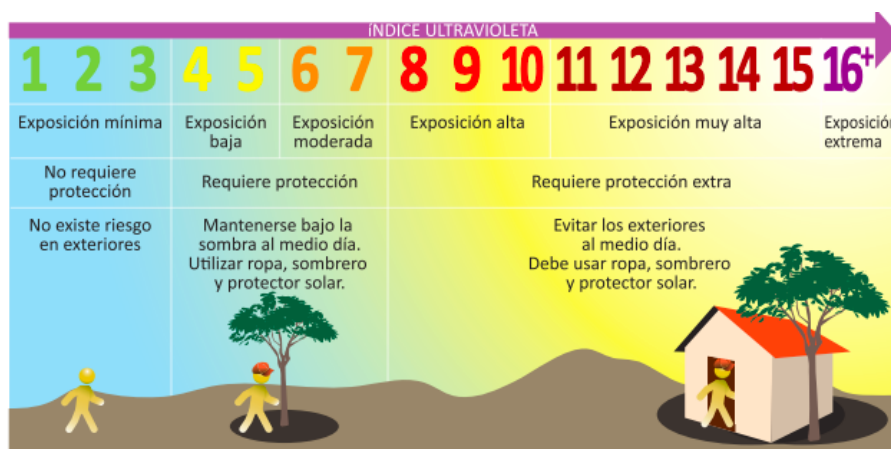 ÍNDICE ULTRAVIOLETA
1 2 3 4 5 6 7 8 9 10 11 12 13 14 15 16+
Exposición mínima
Exposición
baja
Exposición
moderada
Exposición alta
Exposición muy alta
Exposición
extrema
No requiere
protección
Requiere protección
Requiere protección extra
No existe riesgo
en exteriores
Mantenerse bajo la
sombra al medio día.
Utilizar ropa, sombrero
y protector solar.
Evitar los exteriores
al medio día.
Debe usar ropa, sombrero
y protector solar.